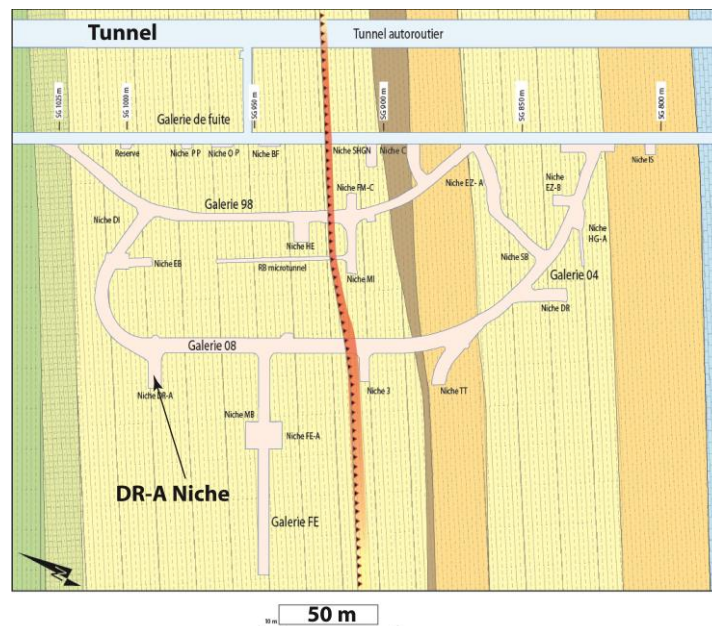 Tunnel
Tunnel autoroutier
SG 1025 m
SG 1000 m
SG 950 m
SG 900 m
SG 850 m
SG 800 m
Galerie de fuite
Reserve
Niche PP
Niche DP
Niche BF
Niche SHGN
Niche C
Niche IS
Niche EZ- A
Niche
EZ-B
Niche FM-C
Galerie 98
Niche DI
Niche
HG-A
Niche HE
Niche EB
RB microtunnel
Niche MI
Niche SB
Galerie 04
Niche DR
Galerie 08
Niche DR-A
Niche 3
Niche TT
Niche MB
Niche FE-A
DR-A Niche
Galerie FE
10 m
50 m